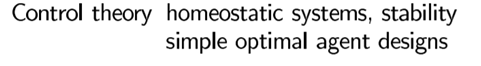 Control theory homeostatic systems, stability
simple optimal agent designs